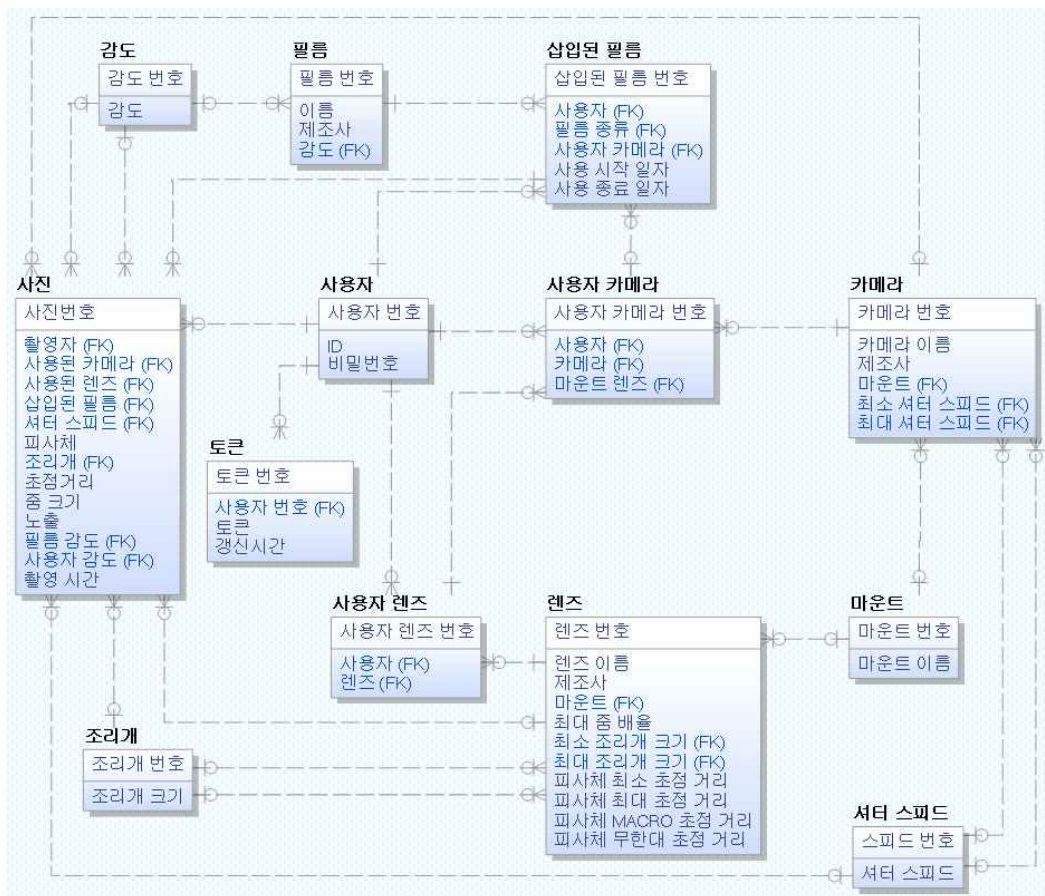 감도
감도 번호
감도
필름
필름 번호
이름
제조사
감도 (FK)
삽입된 필름
삽입된 필름 번호
사용자 (FK)
필름 종류 (FK)
사용자 카메라 (FK)
사용 시작 일자
사용 종료 일자
사진
사진번호
촬영자 (FK)
사용된 카메라 (FK)
사용된 렌즈 (FK)
삽입된 필름 (FK)
셔터 스피드 (FK)
피사체
조리개 (FK)
초점거리
줌 크기
노출
필름 감도 (FK)
사용자 감도 (FK)
촬영 시간
사용자
사용자 번호
ID
비밀번호
사용자 카메라
사용자 카메라 번호
사용자 (FK)
카메라 (FK)
마운트 렌즈 (FK)
카메라
카메라 번호
카메라 이름
제조사
마운트 (FK)
최소 셔터 스피드 (FK)
최대 셔터 스피드 (FK)
토큰
토큰 번호
사용자 번호 (FK)
토큰
갱신시간
사용자 렌즈
사용자 렌즈 번호
사용자 (FK)
렌즈 (FK)
렌즈
렌즈 번호
렌즈 이름
제조사
마운트 (FK)
최대 줌 배율
최소 조리개 크기 (FK)
최대 조리개 크기 (FK)
피사체 최소 초점 거리
피사체 최대 초점 거리
피사체 MACRO 초점 거리
피사체 무한대 초점 거리
마운트
마운트 번호
마운트 이름
조리개
조리개 번호
조리개 크기
셔터 스피드
스피드 번호
셔터 스피드